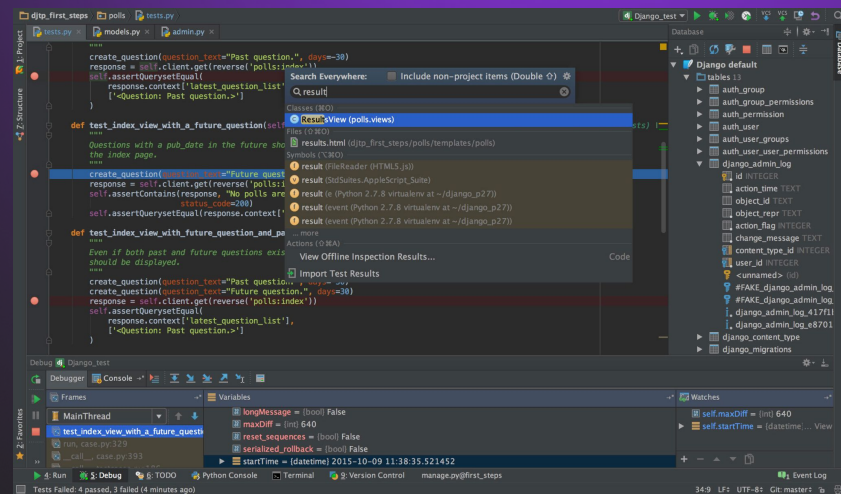 djtp_first_steps polls tests.py
Django_test
tests.py × models.py × admin.py ×
1: Project
7: Structure
2: Favorites
"""
create_question(question_text="Past question.", days=-30)
response = self.client.get(reverse('polls:index'))
self.assertQuerysetEqual(
response.context['latest_question_list'
['<Question: Past question.>']
)
def test_index_view_with_a_future_question(self
"""
Questions with a pub_date in the future sho
the index page.
"""
create_question(question_text="Future quest
response = self.client.get(reverse('polls:i
self.assertContains(response, "No polls are
status_code=200)
self.assertQuerysetEqual(response.context['
def test_index_view_with_future_question_and_pa
"""
Even if both past and future questions exis
should be displayed.
"""
create_question(question_text="Past question.", days=-30)
create_question(question_text="Future question.", days=30)
response = self.client.get(reverse('polls:index'))
self.assertQuerysetEqual(
response.context['latest_question_list'],
['<Question: Past question.>']
)
Search Everywhere: Include non-project items (Double ⇧)
result
Classes (⌘O)
ResultsView (polls.views)
Files (⇧⌘O)
results.html (djtp_first_steps/polls/templates/polls)
Symbols (⌥⌘O)
result (FileReader (HTML5.js))
result (StdSuites.AppleScript_Suite)
result (e (Python 2.7.8 virtualenv at ~/django_p27))
result (event (Python 2.7.8 virtualenv at ~/django_p27))
result (event (Python 2.7.8 virtualenv at ~/django_p27))
... more
Actions (⇧⌘A)
View Offline Inspection Results... Code
Import Test Results
Database
Database
Django default
tables 13
auth_group
auth_group_permissions
auth_permission
auth_user
auth_user_groups
auth_user_user_permissions
django_admin_log
id INTEGER
action_time TEXT
object_id TEXT
object_repr TEXT
action_flag INTEGER
change_message TEXT
content_type_id INTEGER
user_id INTEGER
<unnamed> (id)
#FAKE_django_admin_log_
#FAKE_django_admin_log_
django_admin_log_417f1
django_admin_log_e8701
django_content_type
django_migrations
Debug Django_test
Debugger Console
Frames
MainThread
test_index_view_with_a_future_questi
run, case.py:329
__call__, case.py:393
Variables
longMessage = {bool} False
maxDiff = {int} 640
reset_sequences = {bool} False
serialized_rollback = {bool} False
startTime = {datetime} 2015-10-09 11:38:35.521452
Watches
self.maxDiff = {int} 640
self.startTime = {datetime}... View
4: Run 5: Debug 6: TODO Python Console Terminal 9: Version Control manage.py@first_steps Event Log
Tests Failed: 4 passed, 3 failed (4 minutes ago) 34:9 LF÷ UTF-8÷ Git: master÷